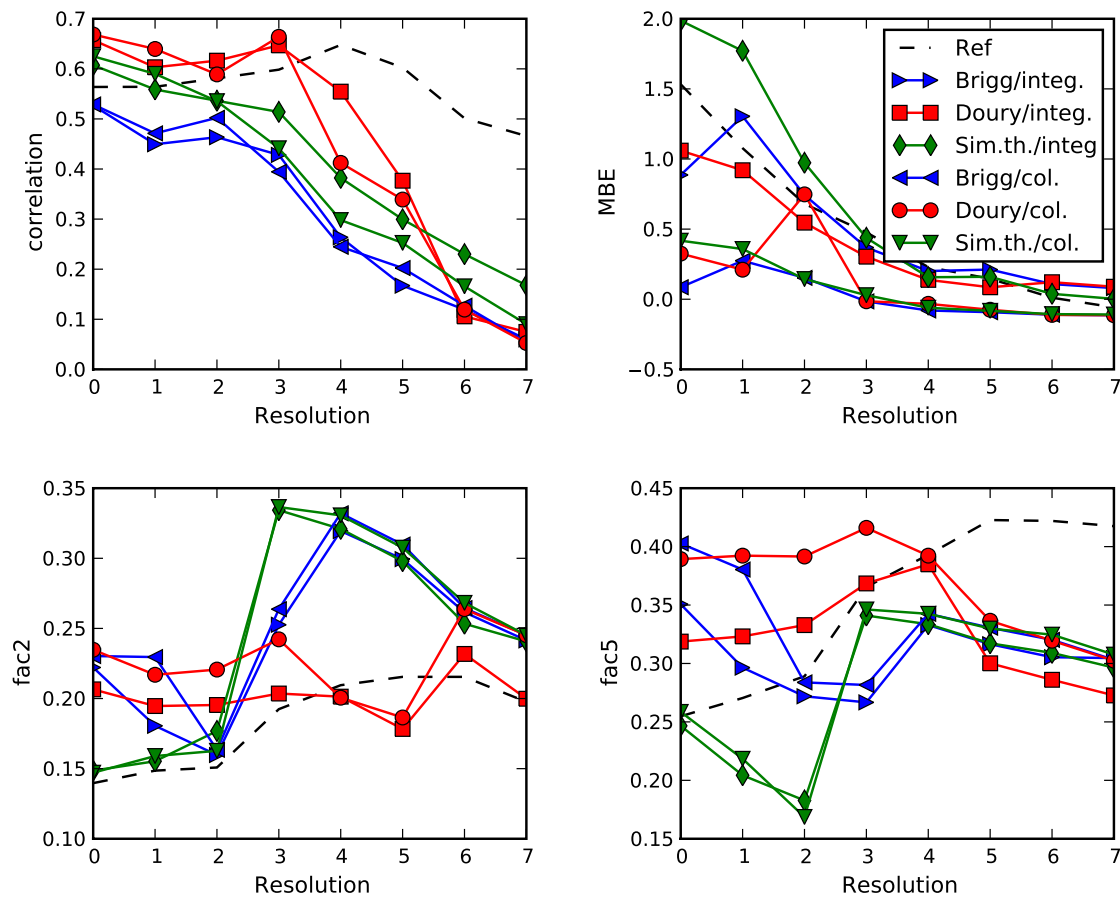 0.7
0.6
0.5
0.4
0.3
0.2
0.1
0.0
correlation
0 1 2 3 4 5 6 7
Resolution
2.0
1.5
1.0
0.5
0.0
−0.5
MBE
0 1 2 3 4 5 6 7
Resolution
Ref
Brigg/integ.
Doury/integ.
Sim.th./integ
Brigg/col.
Doury/col.
Sim.th./col.
0.35
0.30
0.25
0.20
0.15
0.10
fac2
0 1 2 3 4 5 6 7
Resolution
0.45
0.40
0.35
0.30
0.25
0.20
0.15
fac5
0 1 2 3 4 5 6 7
Resolution